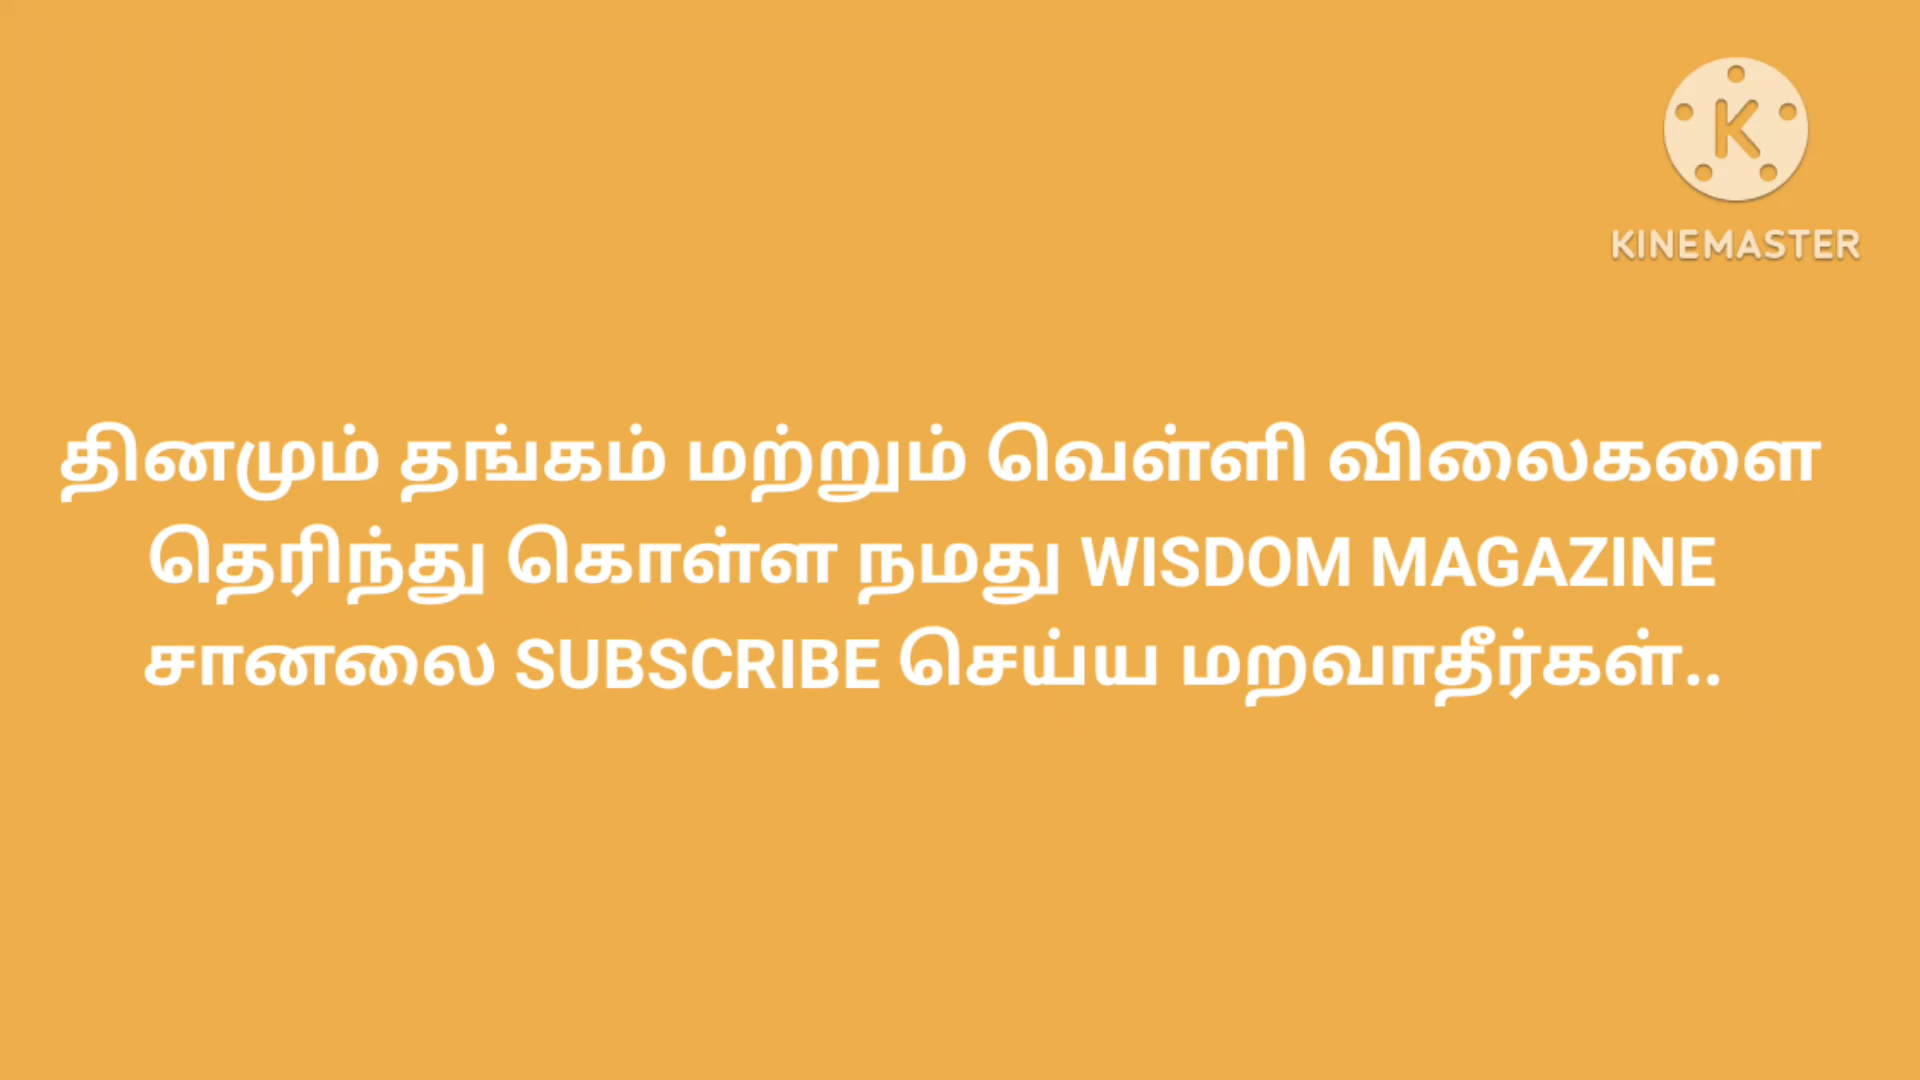 KINEMASTER
தினமும் தங்கம் மற்றும் வெள்ளி விலைகளை
தெரிந்து கொள்ள நமது WISDOM MAGAZINE
சானலை SUBSCRIBE செய்ய மறவாதீர்கள்..